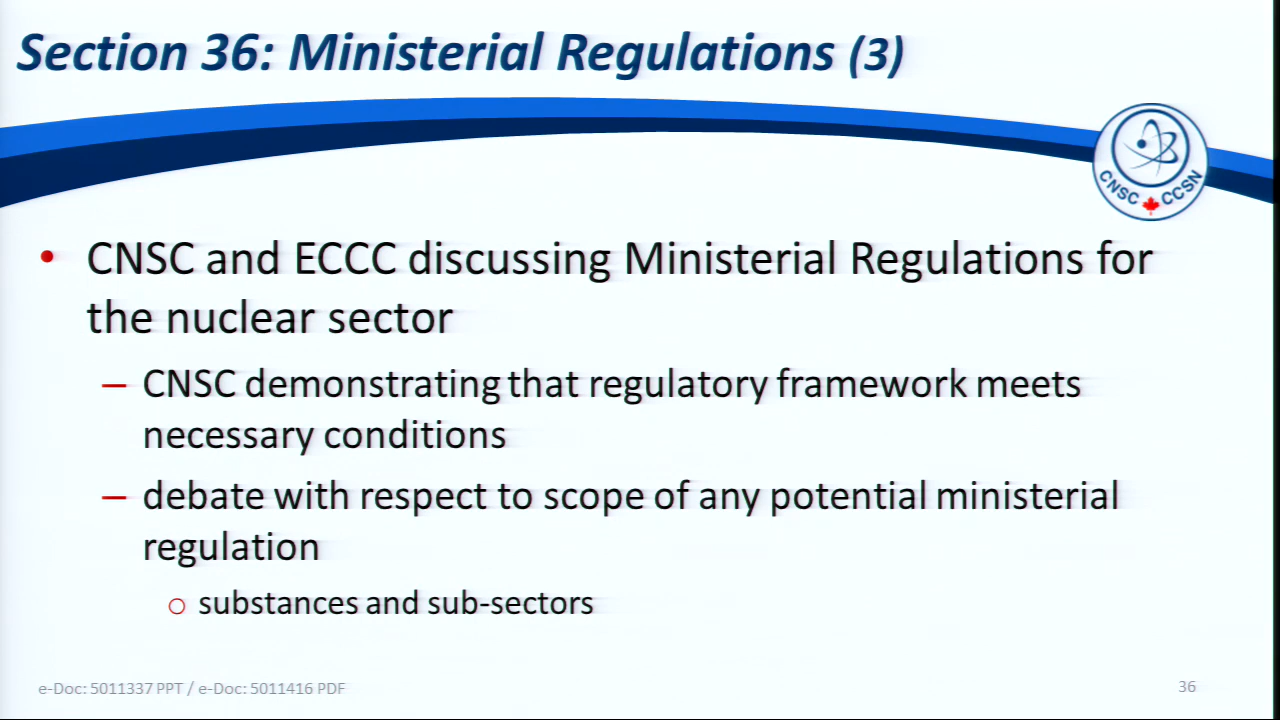 Section 36: Ministerial Regulations (3)
CNSC CCSN
• CNSC and ECCC discussing Ministerial Regulations for
the nuclear sector
– CNSC demonstrating that regulatory framework meets
necessary conditions
– debate with respect to scope of any potential ministerial
regulation
o substances and sub-sectors
e-Doc: 5011337 PPT / e-Doc: 5011416 PDF
36